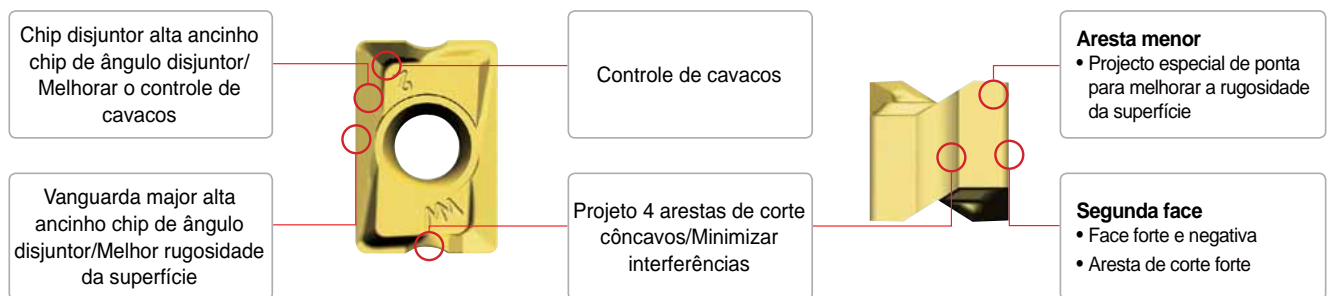 Chip disjuntor alta ancinho
chip de ângulo disjuntor/
Melhorar o controle de
cavacos
Vanguarda major alta
ancinho chip de ângulo
disjuntor/Melhor rugosidade
da superfície
MM
Controle de cavacos
Projeto 4 arestas de corte
côncavos/Minimizar
interferências
Aresta menor
• Projecto especial de ponta
para melhorar a rugosidade
da superfície
Segunda face
• Face forte e negativa
• Aresta de corte forte